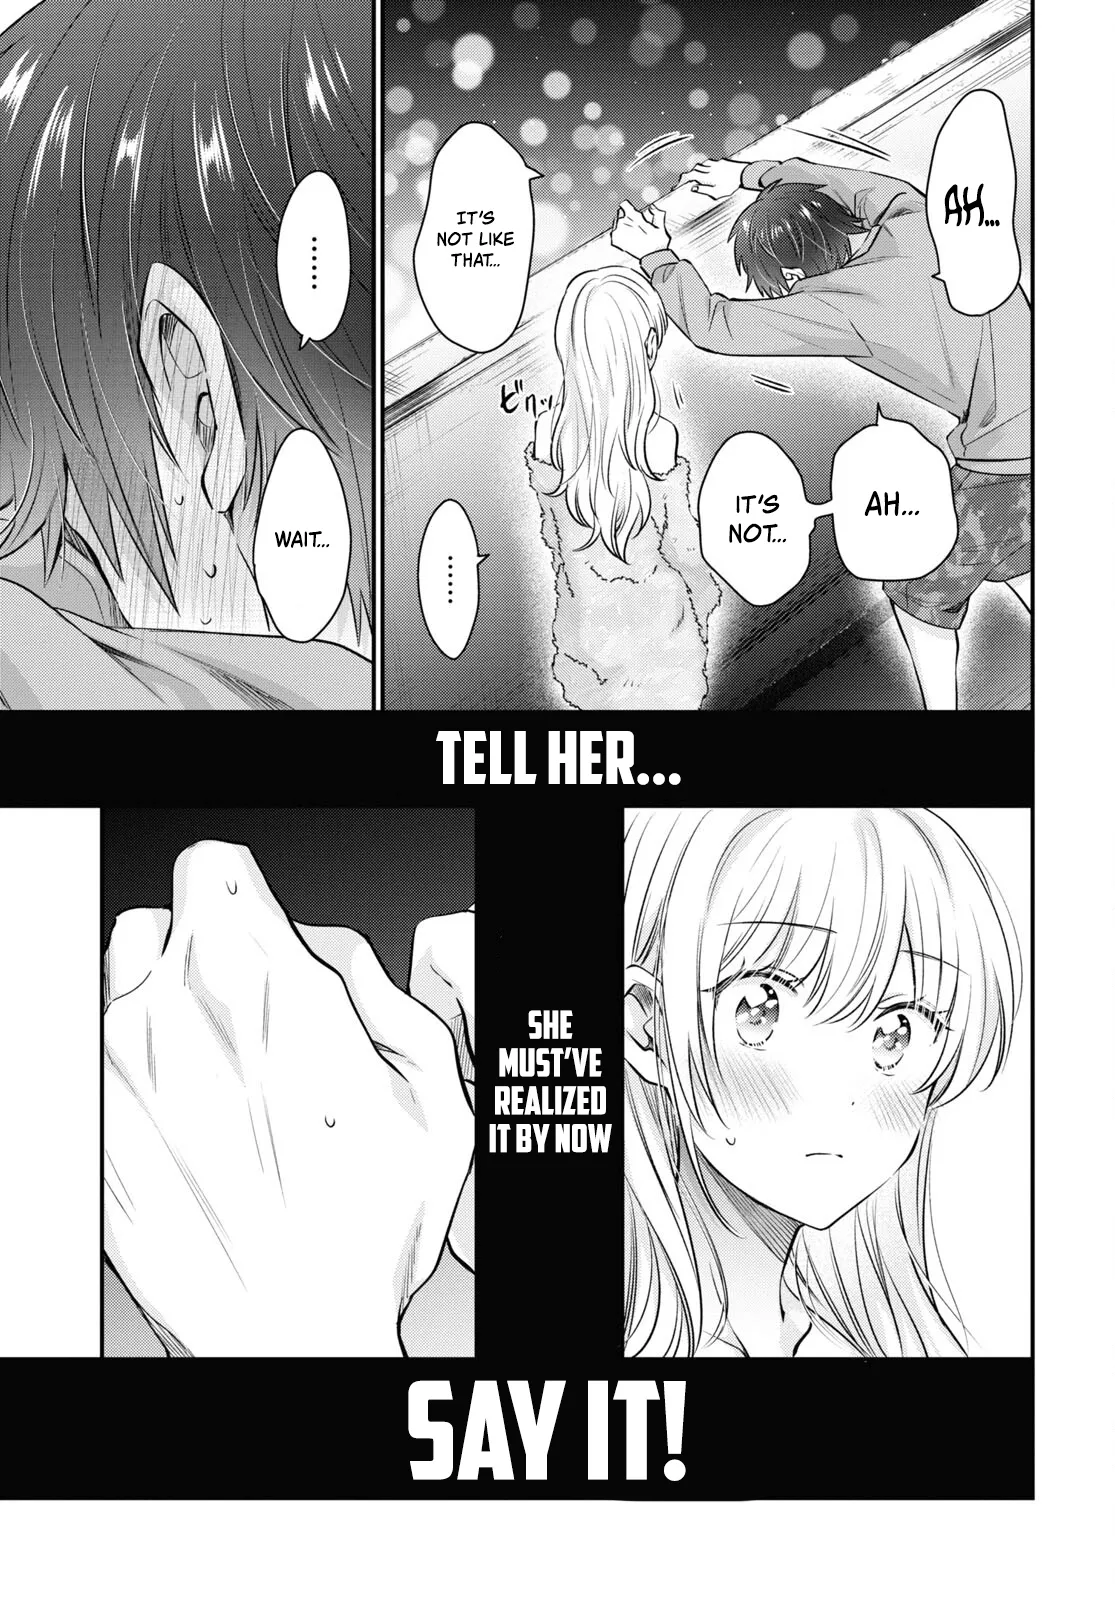 AH...
AH...
IT'S
NOT...
IT'S
NOT LIKE
THAT...
ビクッ
......
......
WAIT...
TELL HER...
SHE
MUST'VE
REALIZED
IT BY NOW
SAY IT!